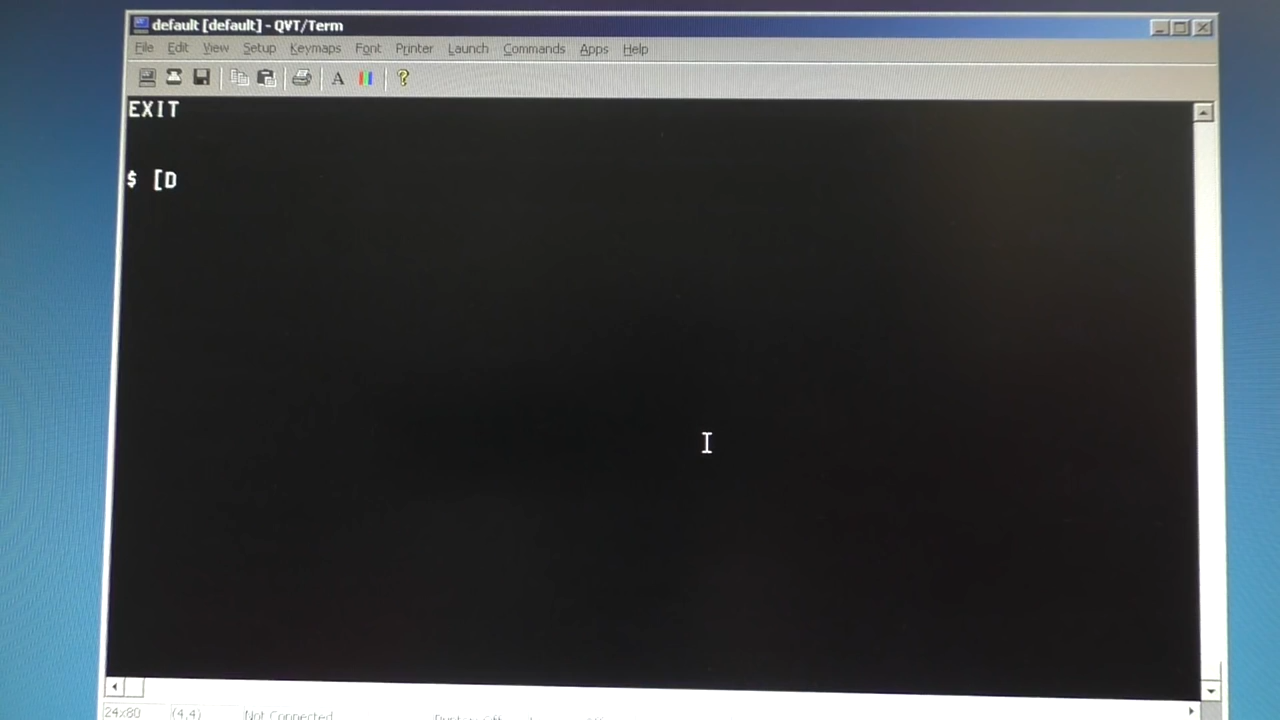 default [default] - QVT/Term
File Edit View Setup Keymaps Font Printer Launch Commands Apps Help
A ?
EXIT
$ [D
24x80 (4,4) Not Connected